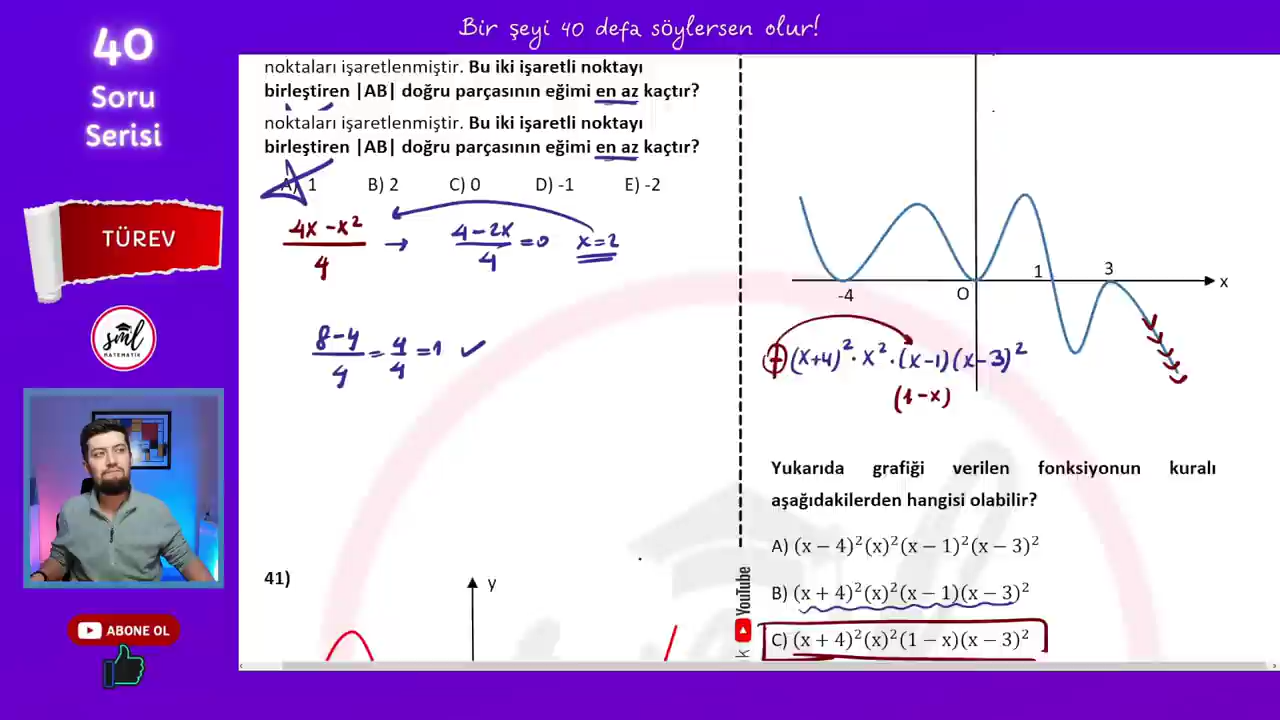 Bir şeyi 40 defa söylersen olur!
40
Soru
Serisi
TÜREV
sml
MATEMATİK
ABONE OL
noktaları işaretlenmiştir. Bu iki işaretli noktayı
birleştiren |AB| doğru parçasının eğimi en az kaçtır?
noktaları işaretlenmiştir. Bu iki işaretli noktayı
birleştiren |AB| doğru parçasının eğimi en az kaçtır?
A) 1 B) 2 C) 0 D) -1 E) -2
4x-x²
4
→ 4-2x
4
=0 x=2
8-4
4
= 4
4
=1 ✓
41)
y
YouTube
k
-4 O 1 3 x
(x+4)²·x²·(x-1)(x-3)²
(1-x)
Yukarıda grafiği verilen fonksiyonun kuralı
aşağıdakilerden hangisi olabilir?
A) (x − 4)²(x)²(x − 1)²(x − 3)²
B) (x + 4)²(x)²(x − 1)(x − 3)²
C) (x + 4)²(x)²(1 − x)(x − 3)²